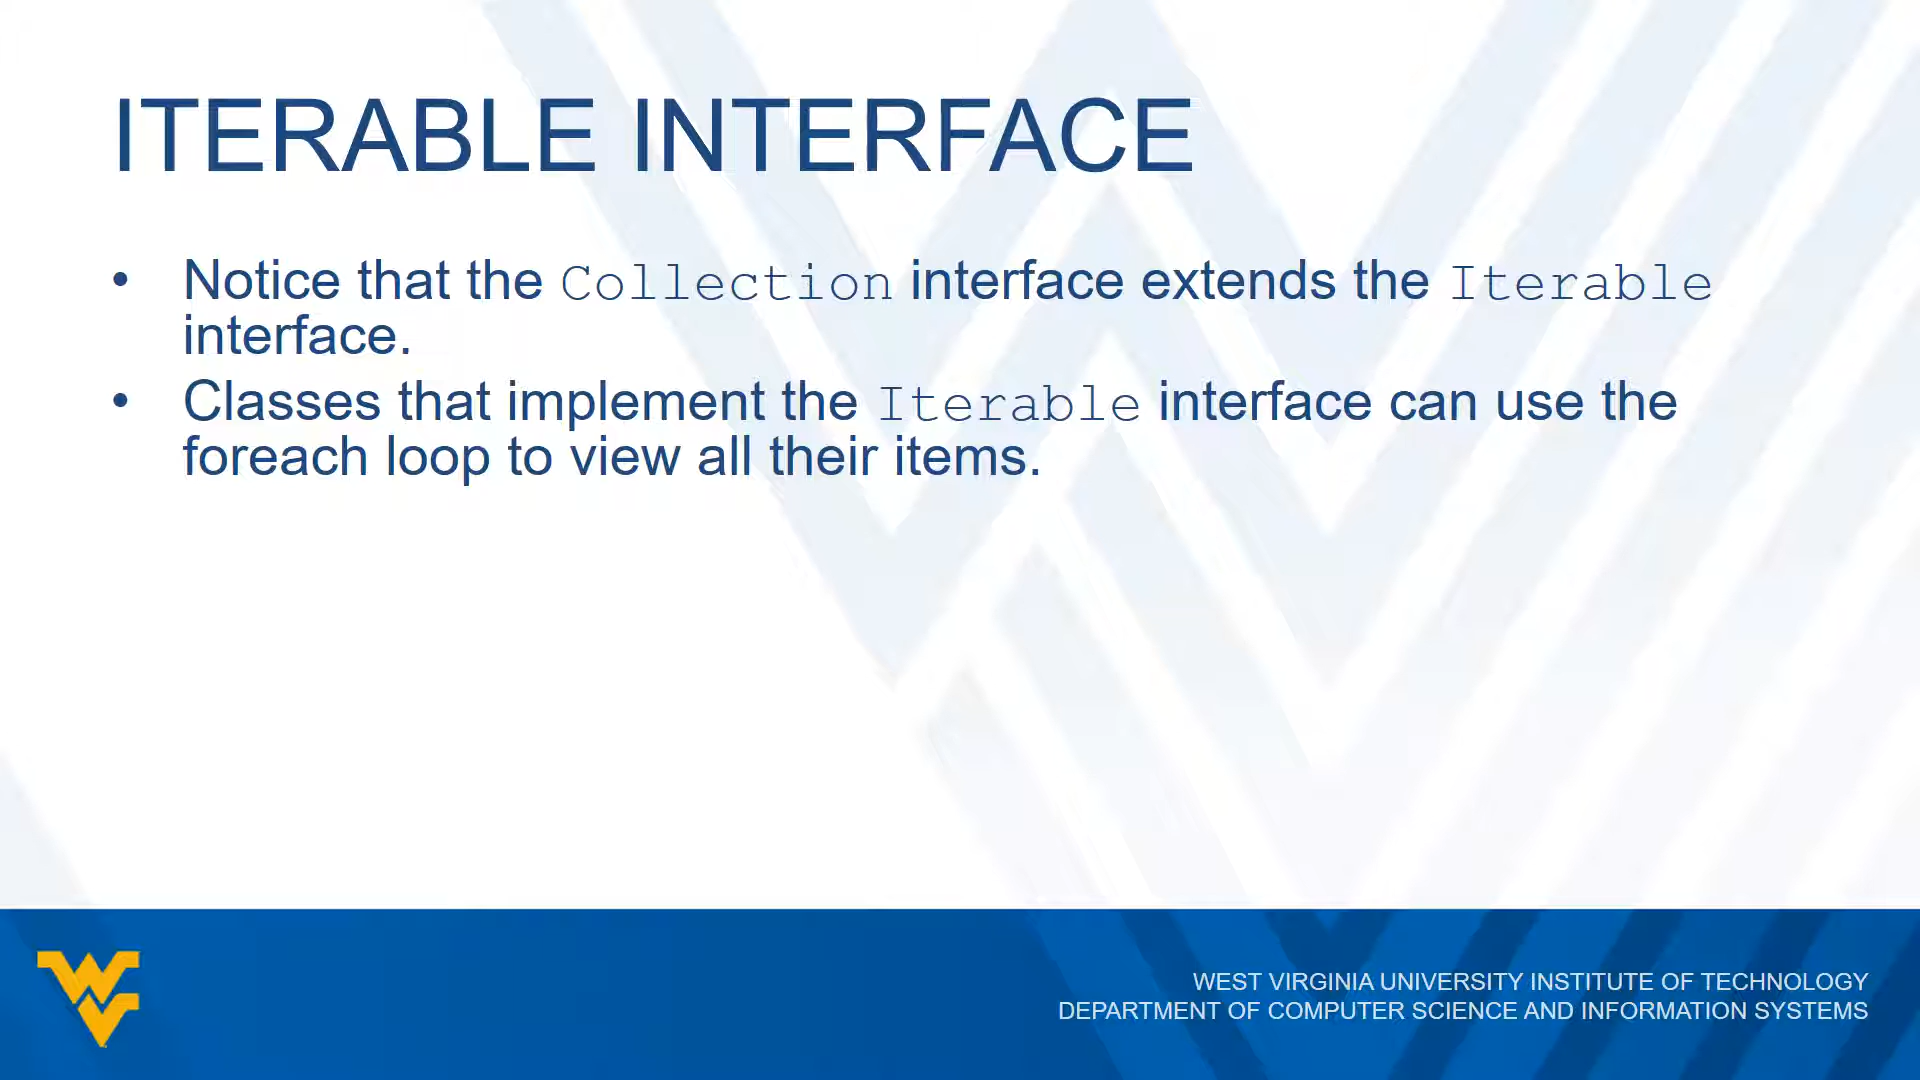 ITERABLE INTERFACE
• Notice that the Collection interface extends the Iterable
interface.
• Classes that implement the Iterable interface can use the
foreach loop to view all their items.
WEST VIRGINIA UNIVERSITY INSTITUTE OF TECHNOLOGY
DEPARTMENT OF COMPUTER SCIENCE AND INFORMATION SYSTEMS